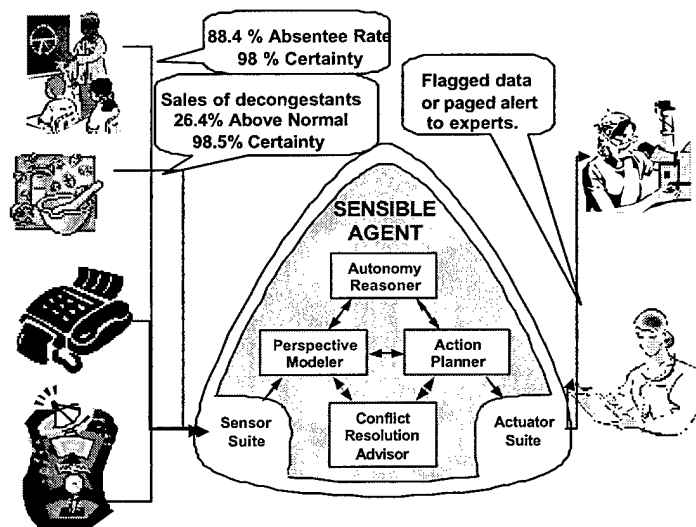 88.4 % Absentee Rate
98 % Certainty
Sales of decongestants
26.4% Above Normal
98.5% Certainty
Flagged data
or paged alert
to experts.
SENSIBLE
AGENT
Autonomy
Reasoner
Perspective
Modeler
Action
Planner
Sensor
Suite
Conflict
Resolution
Advisor
Actuator
Suite